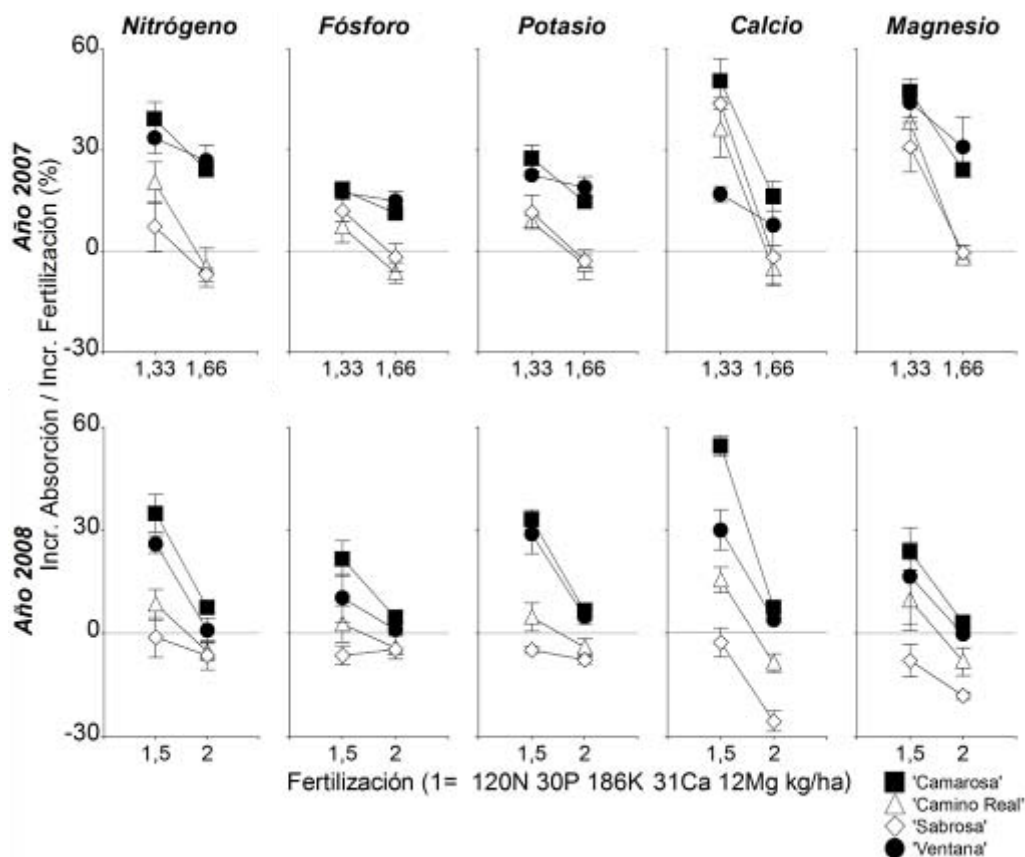 Nitrógeno Fósforo Potasio Calcio Magnesio
Año 2007
Incr. Absorción / Incr. Fertilización (%)
60
30
0
-30
1,33 1,66 1,33 1,66 1,33 1,66 1,33 1,66 1,33 1,66
Año 2008
60
30
0
-30
1,5 2 1,5 2 1,5 2 1,5 2 1,5 2
Fertilización (1= 120N 30P 186K 31Ca 12Mg kg/ha)
'Camarosa'
'Camino Real'
'Sabrosa'
'Ventana'